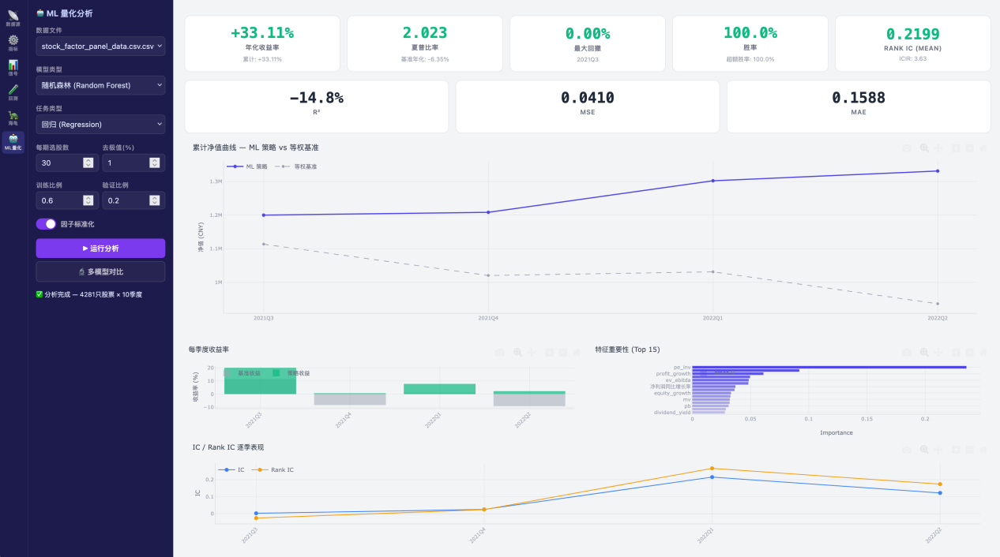 数据源
指标
信号
回测
海龟
ML量化
🤖 ML 量化分析
数据文件
stock_factor_panel_data.csv.csv
模型类型
随机森林 (Random Forest)
任务类型
回归 (Regression)
每期选股数
去极值(%)
30
1
训练比例
验证比例
0.6
0.2
因子标准化
▶ 运行分析
🔬 多模型对比
✅ 分析完成 — 4281只股票 × 10季度
+33.11%
年化收益率
累计: +33.11%
2.023
夏普比率
基准年化: -6.35%
0.00%
最大回撤
2021Q3
100.0%
胜率
超额胜率: 100.0%
0.2199
RANK IC (MEAN)
ICIR: 3.63
−14.8%
R²
0.0410
MSE
0.1588
MAE
累计净值曲线 — ML 策略 vs 等权基准
ML 策略
等权基准
净值 (CNY)
1.3M
1.2M
1.1M
1M
2021Q3
2021Q4
2022Q1
2022Q2
每季度收益率
基准收益
策略收益
收益率 (%)
20
10
0
−10
2021Q3
2021Q4
2022Q1
2022Q2
特征重要性 (Top 15)
pe_inv
profit_growth
ev_ebitda
净利润同比增长率
equity_growth
mv
pb
dividend_yield
0
0.05
0.1
0.15
0.2
Importance
IC / Rank IC 逐季表现
IC
Rank IC
IC
0.2
0.1
0
2021Q3
2021Q4
2022Q1
2022Q2